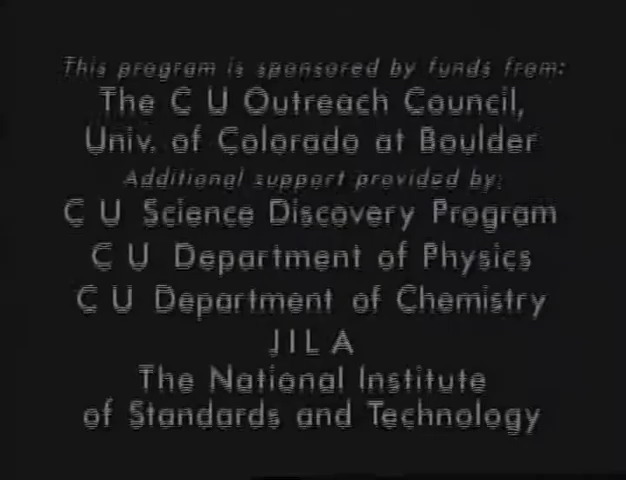 This program is sponsored by funds from:
The C U Outreach Council,
Univ. of Colorado at Boulder
Additional support provided by:
C U Science Discovery Program
C U Department of Physics
C U Department of Chemistry
JILA
The National Institute
of Standards and Technology